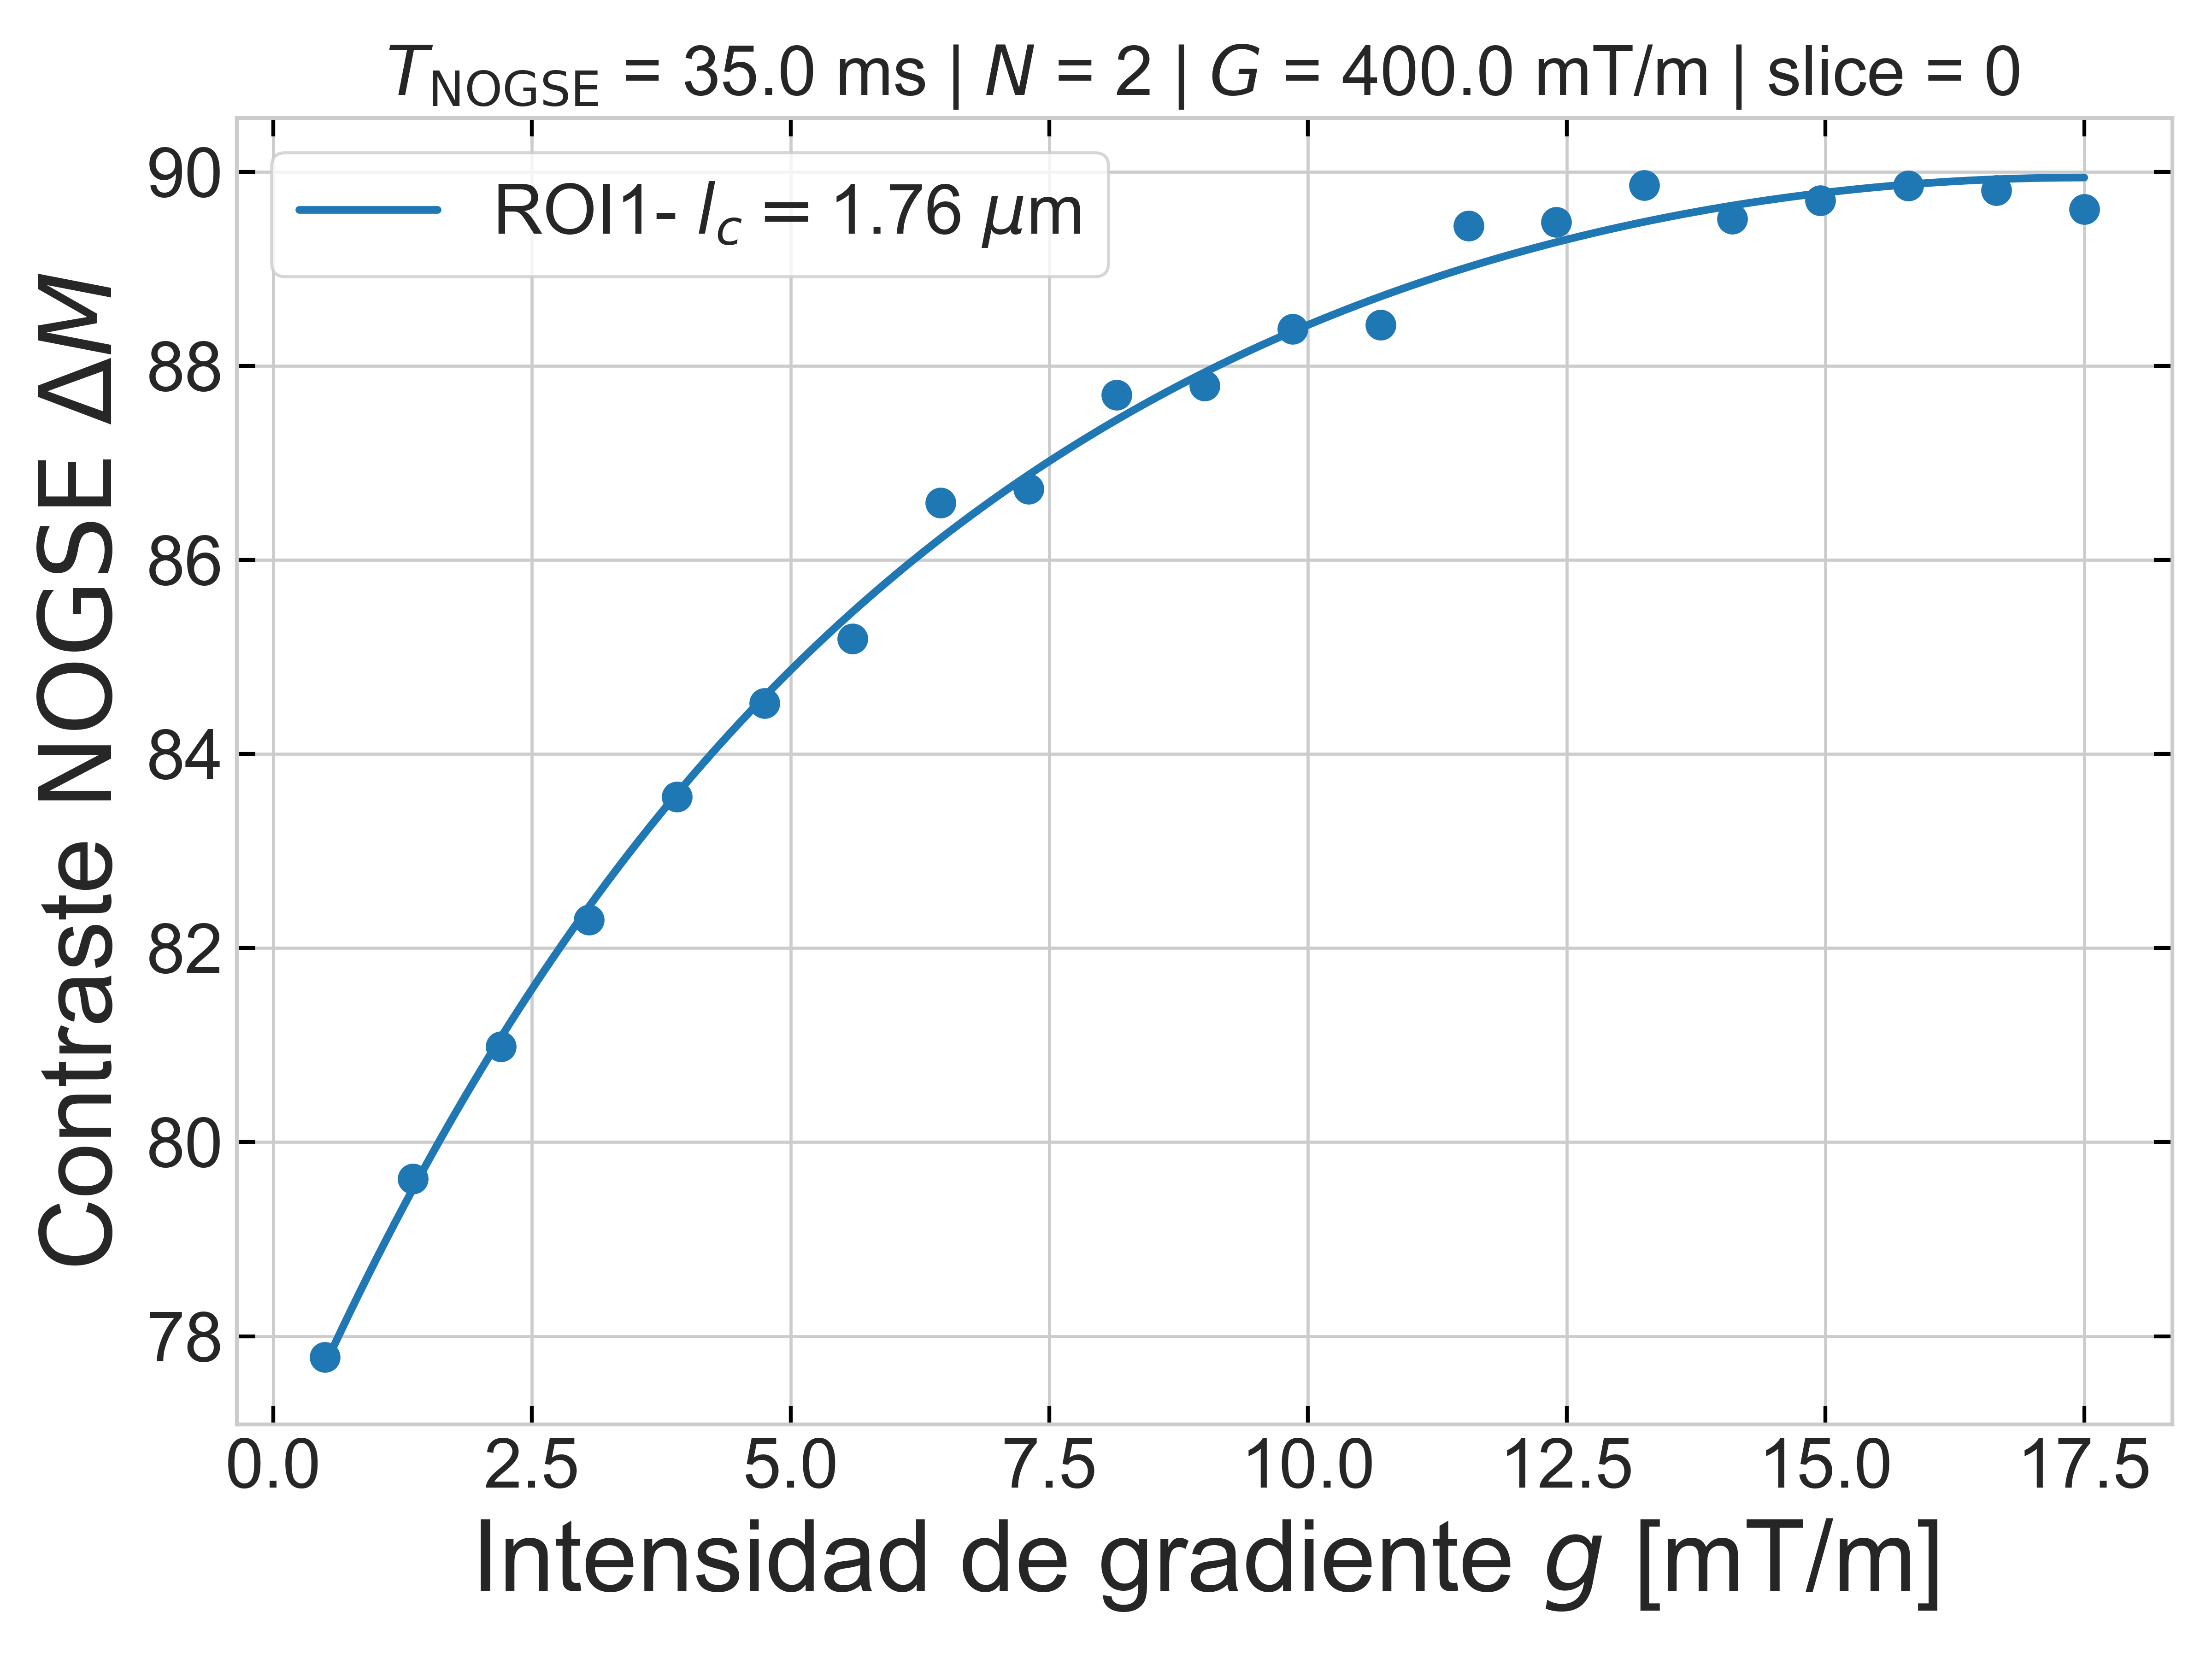 T_NOGSE = 35.0 ms | N = 2 | G = 400.0 mT/m | slice = 0
ROI1- l_c = 1.76 μm
Contraste NOGSE ΔM
90
88
86
84
82
80
78
0.0 2.5 5.0 7.5 10.0 12.5 15.0 17.5
Intensidad de gradiente g [mT/m]